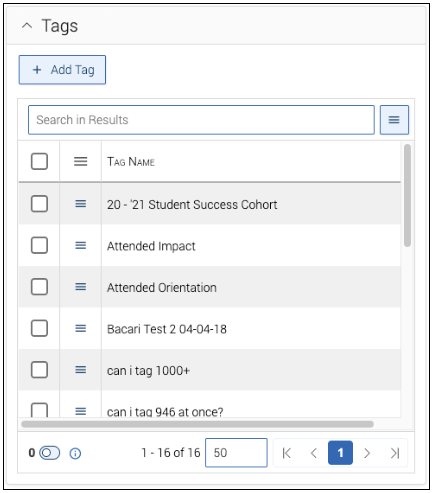 Tags
+ Add Tag
Search in Results
Tag Name
20 - '21 Student Success Cohort
Attended Impact
Attended Orientation
Bacari Test 2 04-04-18
can i tag 1000+
can i tag 946 at once?
0 1 - 16 of 16 50 1